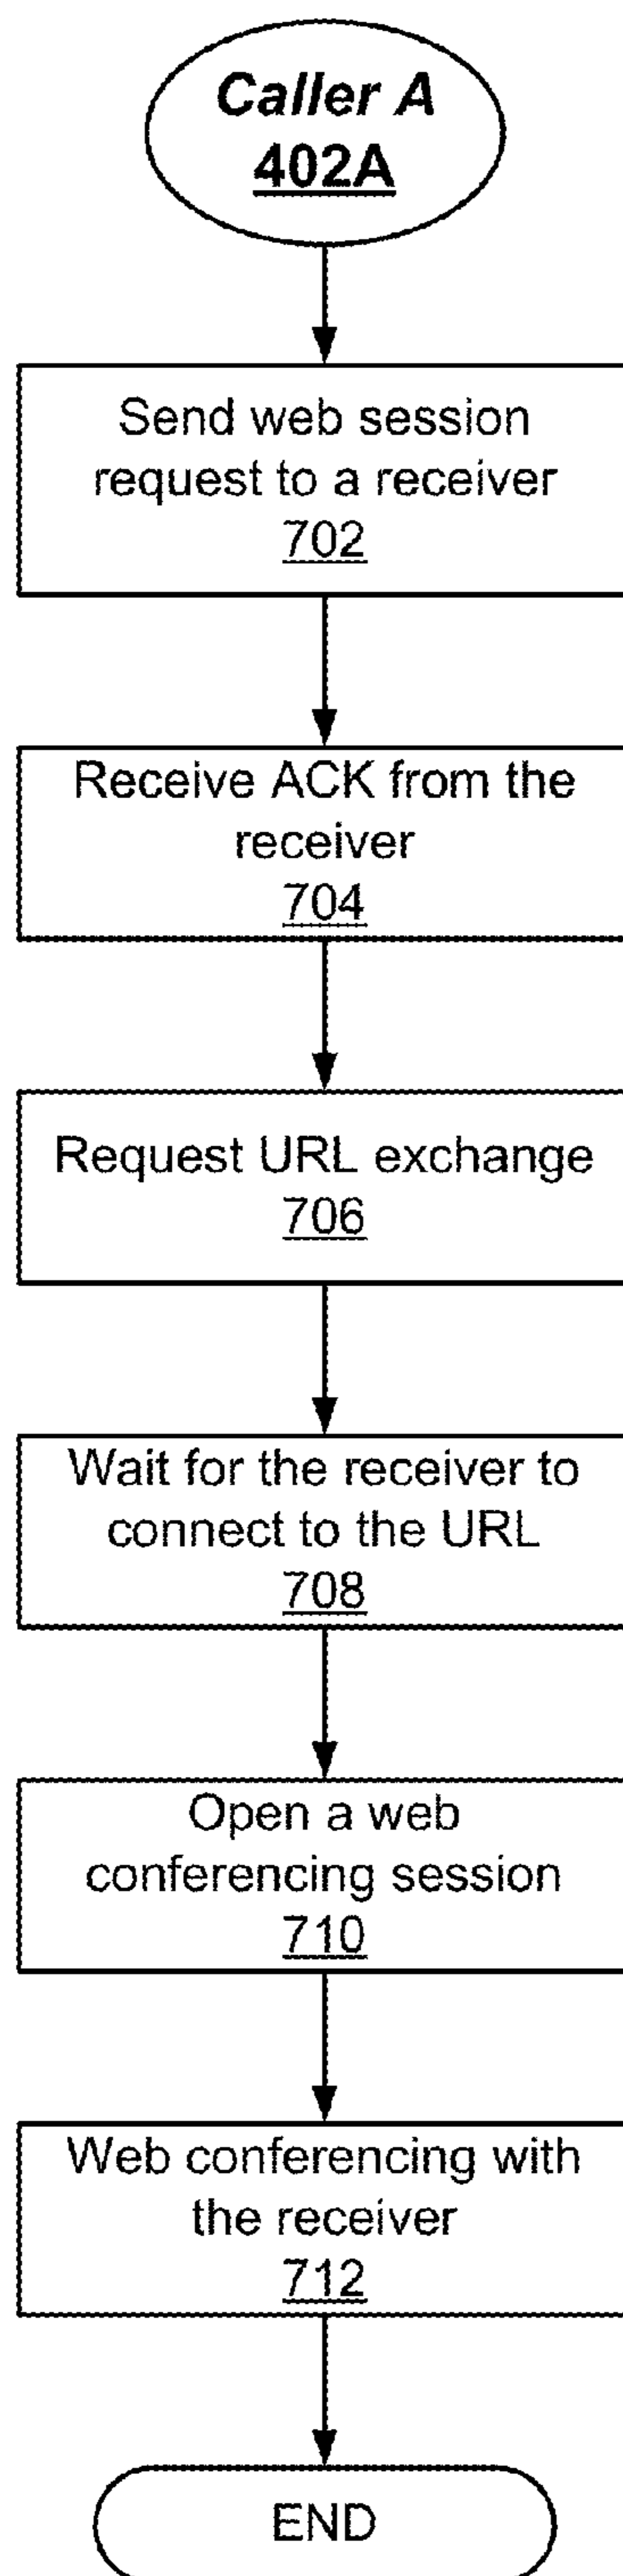 Caller A
402A
Send web session
request to a receiver
702
Receive ACK from the
receiver
704
Request URL exchange
706
Wait for the receiver to
connect to the URL
708
Open a web
conferencing session
710
Web conferencing with
the receiver
712
END